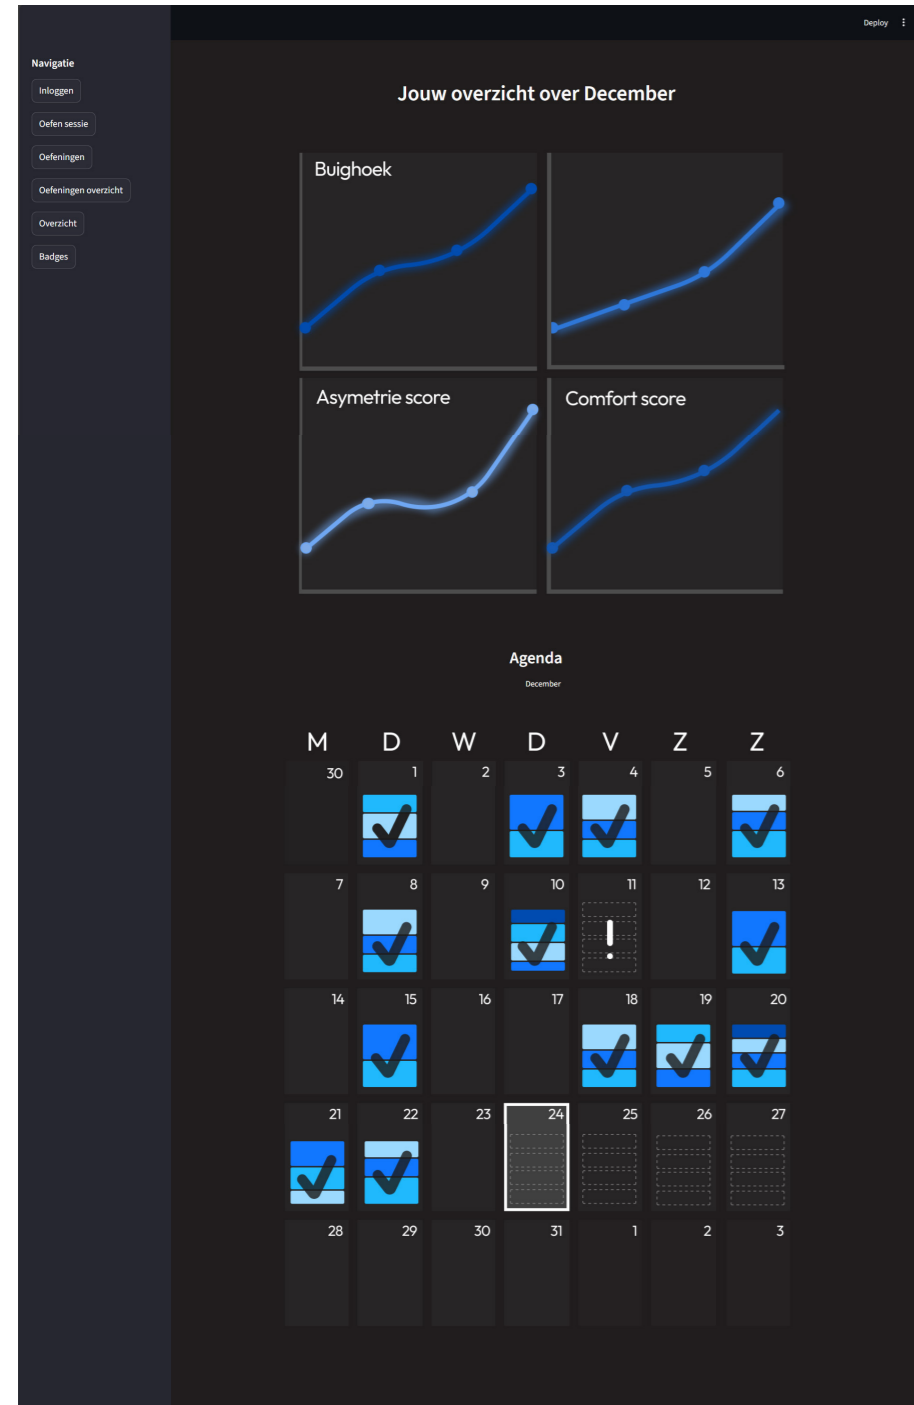 Deploy
Navigatie
Inloggen
Oefen sessie
Oefeningen
Oefeningen overzicht
Overzicht
Badges
Jouw overzicht over December
Buighoek
Asymetrie score
Comfort score
Agenda
December
M D W D V Z Z
30 1 2 3 4 5 6
7 8 9 10 11 12 13
!
14 15 16 17 18 19 20
21 22 23 24 25 26 27
28 29 30 31 1 2 3